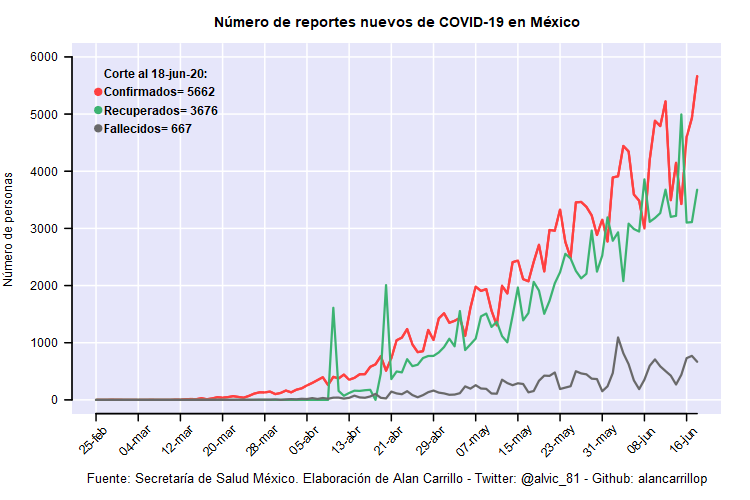 Número de reportes nuevos de COVID-19 en México
Número de personas
6000
5000
4000
3000
2000
1000
0
Corte al 18-jun-20:
Confirmados= 5662
Recuperados= 3676
Fallecidos= 667
25-feb
04-mar
12-mar
20-mar
28-mar
05-abr
13-abr
21-abr
29-abr
07-may
15-may
23-may
31-may
08-jun
16-jun
Fuente: Secretaría de Salud México. Elaboración de Alan Carrillo - Twitter: @alvic_81 - Github: alancarrillop